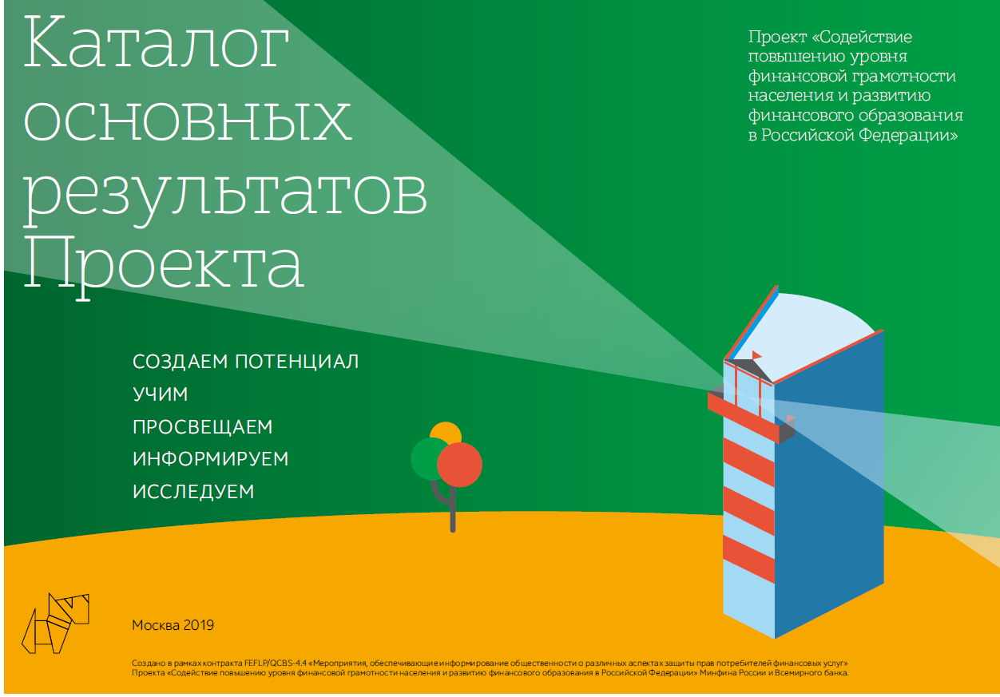 Каталог
основных
результатов
Проекта
Проект «Содействие
повышению уровня
финансовой грамотности
населения и развитию
финансового образования
в Российской Федерации»
СОЗДАЕМ ПОТЕНЦИАЛ
УЧИМ
ПРОСВЕЩАЕМ
ИНФОРМИРУЕМ
ИССЛЕДУЕМ
Москва 2019
Создано в рамках контракта FEFLP/QCBS-4.4 «Мероприятия, обеспечивающие информирование общественности о различных аспектах защиты прав потребителей финансовых услуг»
Проекта «Содействие повышению уровня финансовой грамотности населения и развитию финансового образования в Российской Федерации» Минфина России и Всемирного банка.